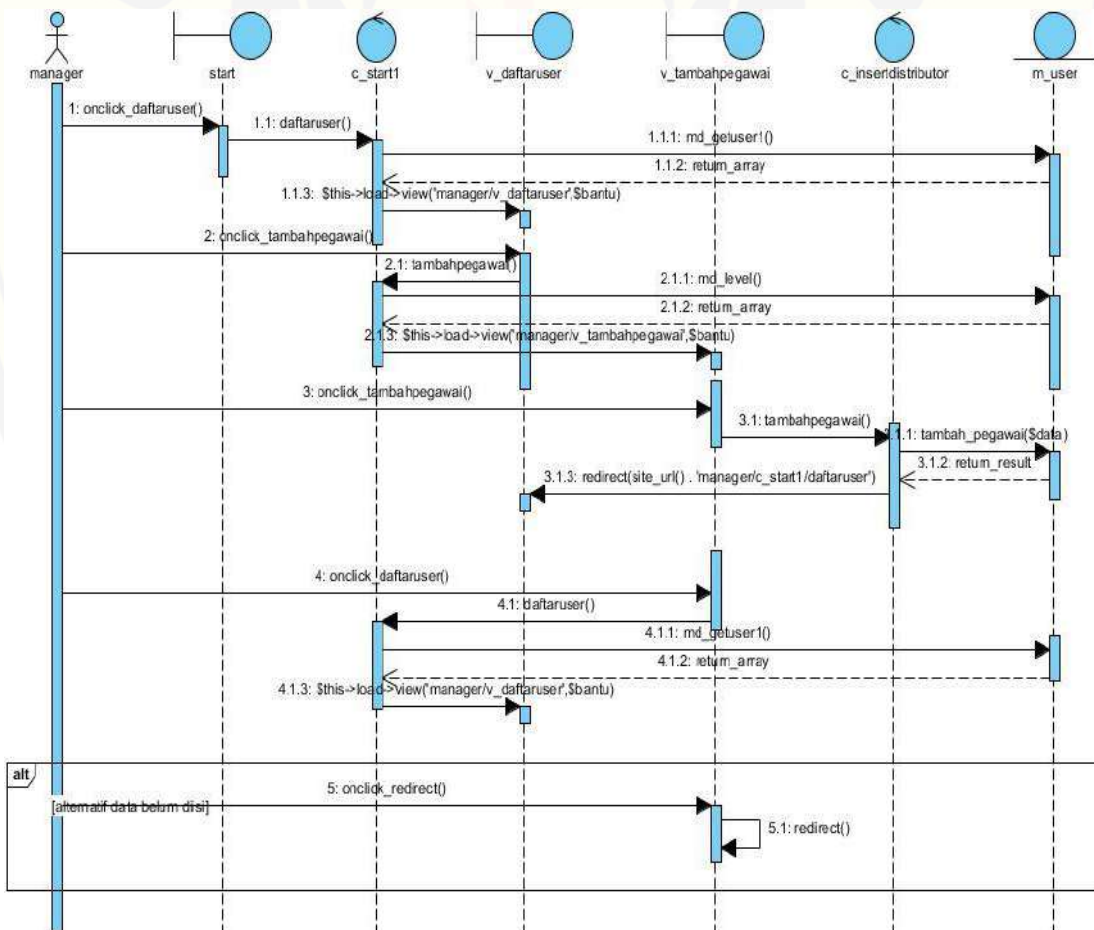 manager
start
c_start1
v_daftaruser
v_tambahpegawai
c_insertdistributor
m_user
1: onclick_daftaruser()
1.1: daftaruser()
1.1.1: md_getuser1()
1.1.2: return_array
1.1.3: $this->load->view('manager/v_daftaruser',$bantu)
2: onclick_tambahpegawai()
2.1: tambahpegawai()
2.1.1: md_level()
2.1.2: return_array
2.1.3: $this->load->view('manager/v_tambahpegawai',$bantu)
3: onclick_tambahpegawai()
3.1: tambahpegawai()
3.1.1: tambah_pegawai($data)
3.1.2: return_result
3.1.3: redirect(site_url() . 'manager/c_start1/daftaruser')
4: onclick_daftaruser()
4.1: daftaruser()
4.1.1: md_getuser1()
4.1.2: return_array
4.1.3: $this->load->view('manager/v_daftaruser',$bantu)
alt
5: onclick_redirect()
[alternatif data belum diisi]
5.1: redirect()